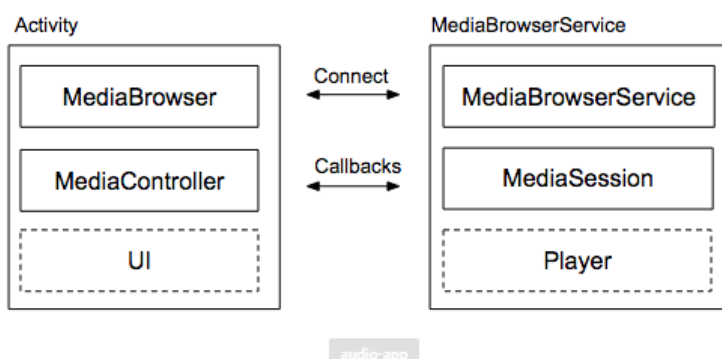 Activity
MediaBrowserService
MediaBrowser
Connect
MediaBrowserService
MediaController
Callbacks
MediaSession
UI
Player
audio-app